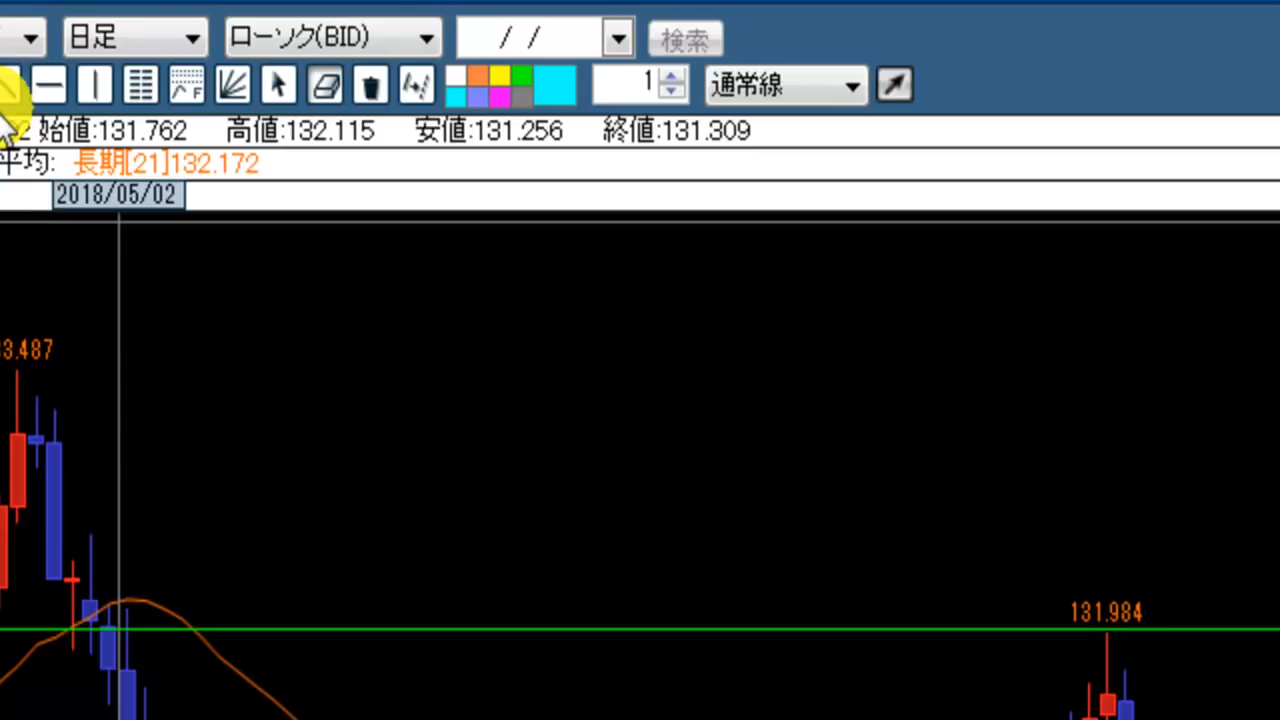 日足 ローソク(BID) / / 検索
F 1 通常線
2 始値:131.762 高値:132.115 安値:131.256 終値:131.309
平均: 長期[21]132.172
2018/05/02
3.487
131.984